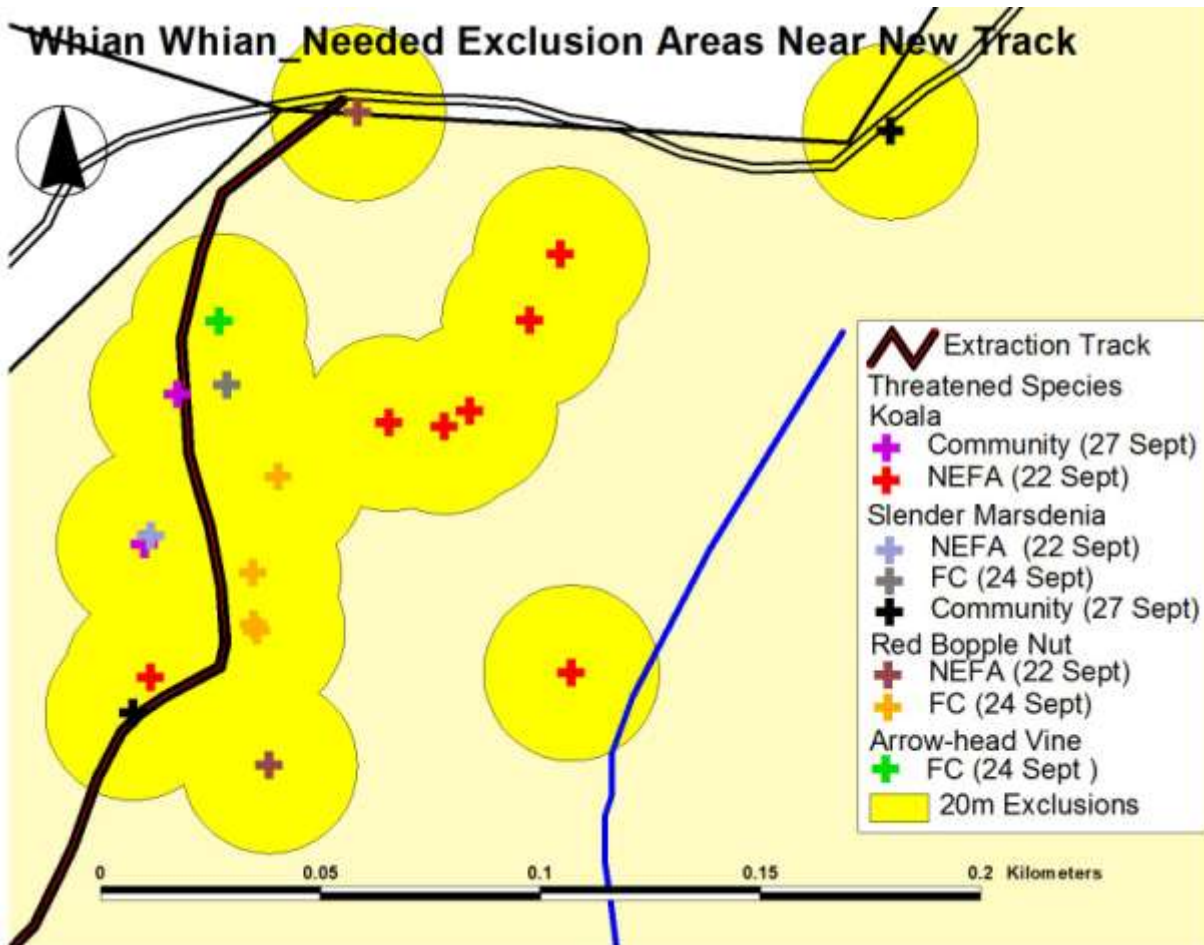 Whian Whian_Needed Exclusion Areas Near New Track
Extraction Track
Threatened Species
Koala
Community (27 Sept)
NEFA (22 Sept)
Slender Marsdenia
NEFA (22 Sept)
FC (24 Sept)
Community (27 Sept)
Red Bopple Nut
NEFA (22 Sept)
FC (24 Sept)
Arrow-head Vine
FC (24 Sept )
20m Exclusions
0 0.05 0.1 0.15 0.2 Kilometers